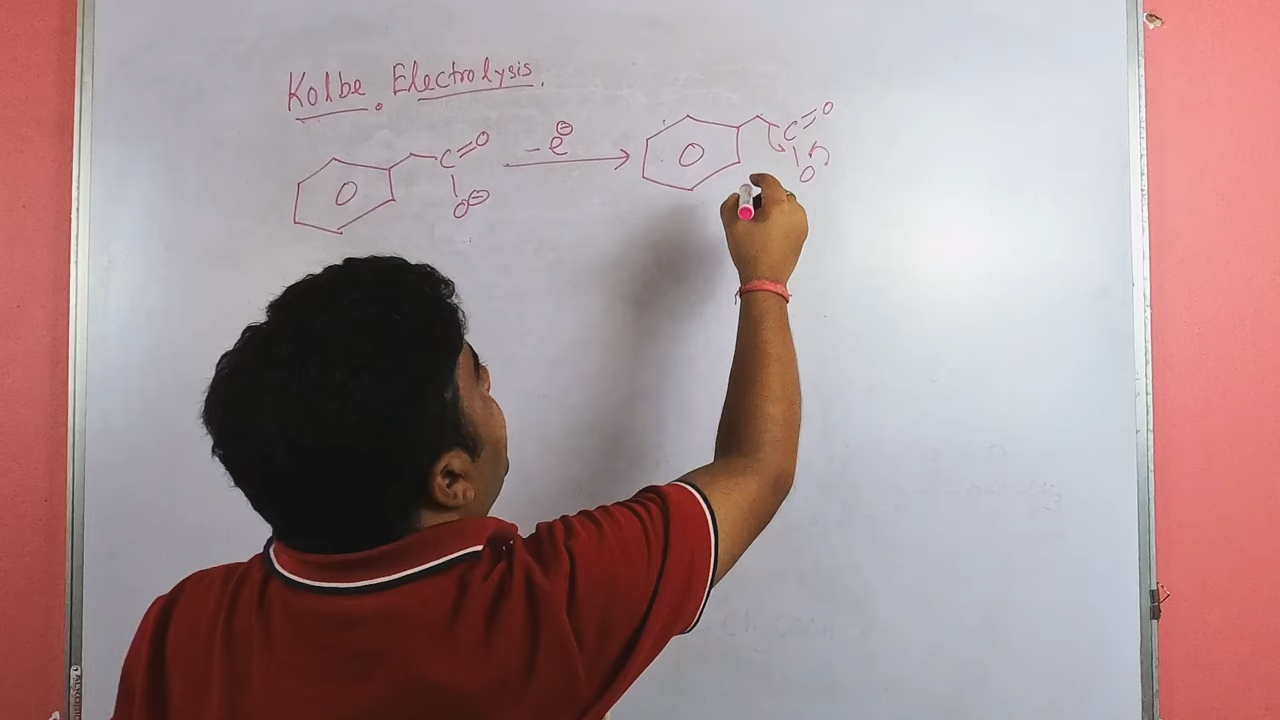 Kolbe Electrolysis.
C=O O⊖ -e⊖ → C=O O